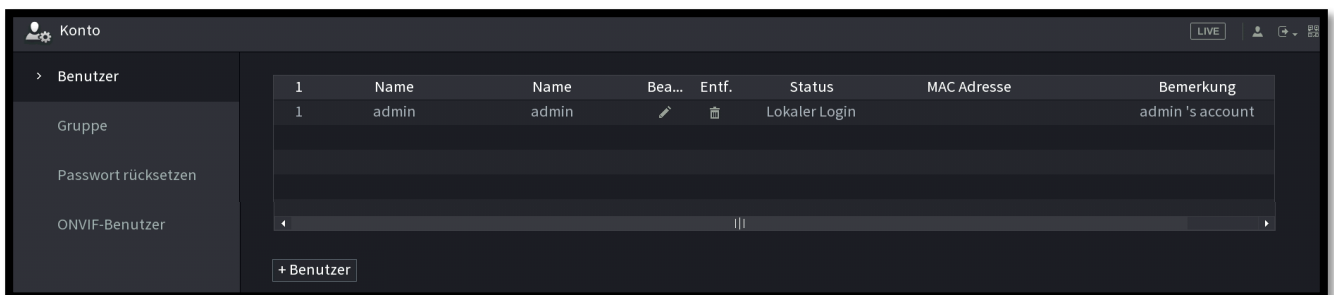 Konto
LIVE
Benutzer
Gruppe
Passwort rücksetzen
ONVIF-Benutzer
1 Name Name Bea... Entf. Status MAC Adresse Bemerkung
1 admin admin Lokaler Login admin 's account
+ Benutzer